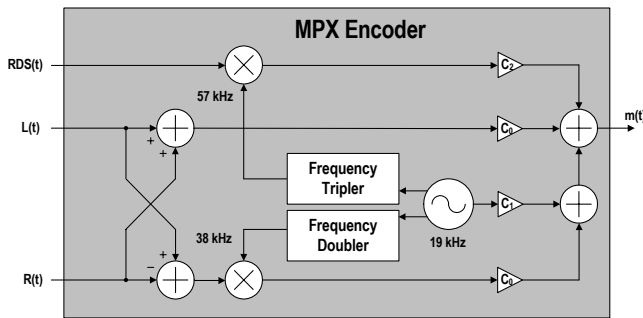 MPX Encoder
RDS(t)
C2
57 kHz
m(t)
L(t)
+
+
C0
Frequency
Tripler
C1
Frequency
Doubler
38 kHz
19 kHz
+
−
R(t)
C0